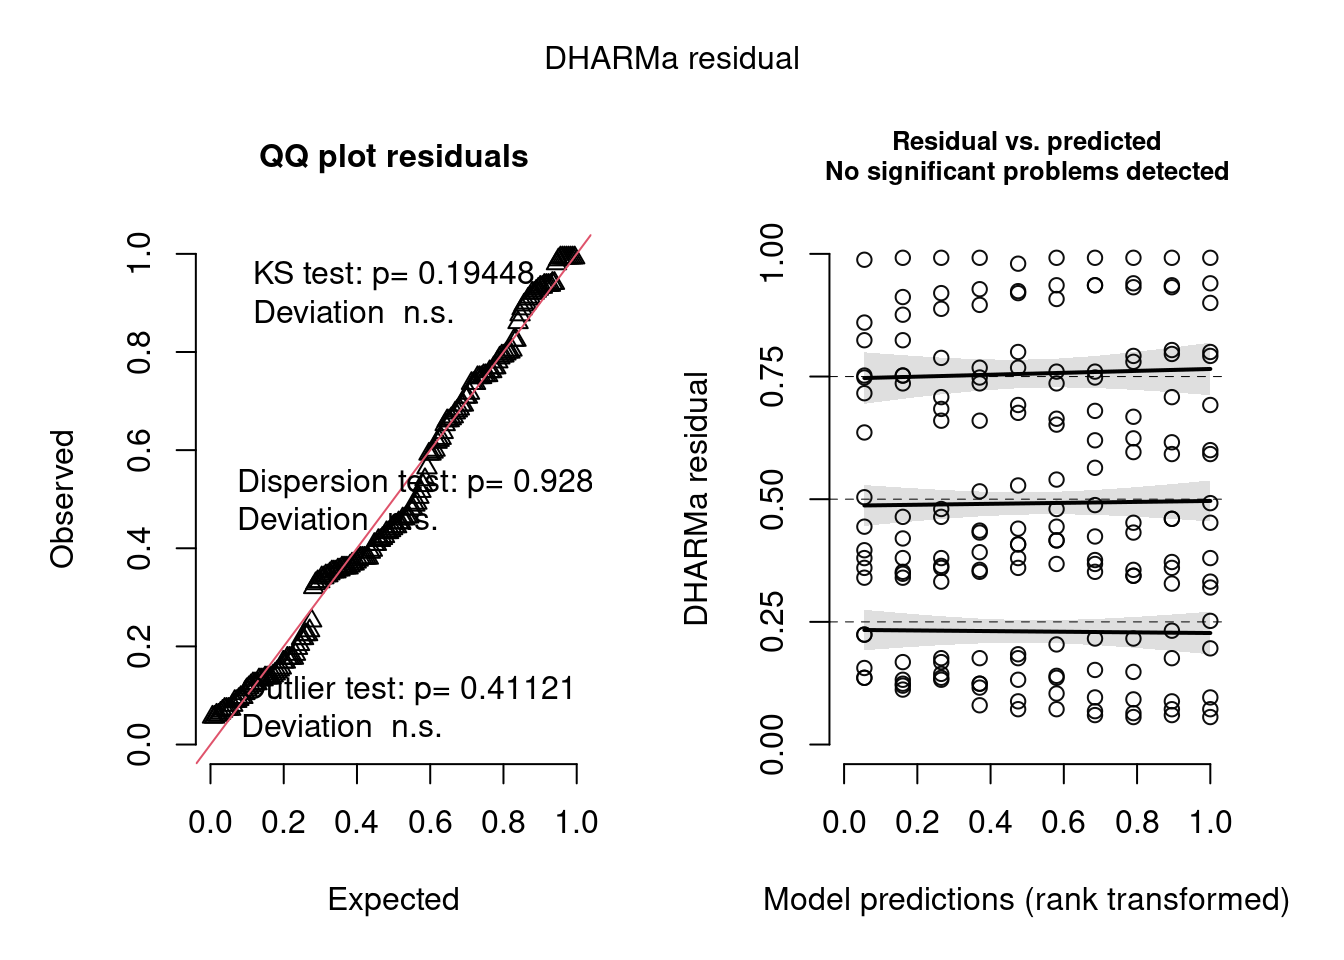 DHARMa residual
QQ plot residuals
KS test: p= 0.19448
Deviation  n.s.
Dispersion test: p= 0.928
Deviation  n.s.
Outlier test: p= 0.41121
Deviation  n.s.
Observed
0.0 0.2 0.4 0.6 0.8 1.0
0.0 0.2 0.4 0.6 0.8 1.0
Expected
Residual vs. predicted
No significant problems detected
DHARMa residual
0.00 0.25 0.50 0.75 1.00
0.0 0.2 0.4 0.6 0.8 1.0
Model predictions (rank transformed)